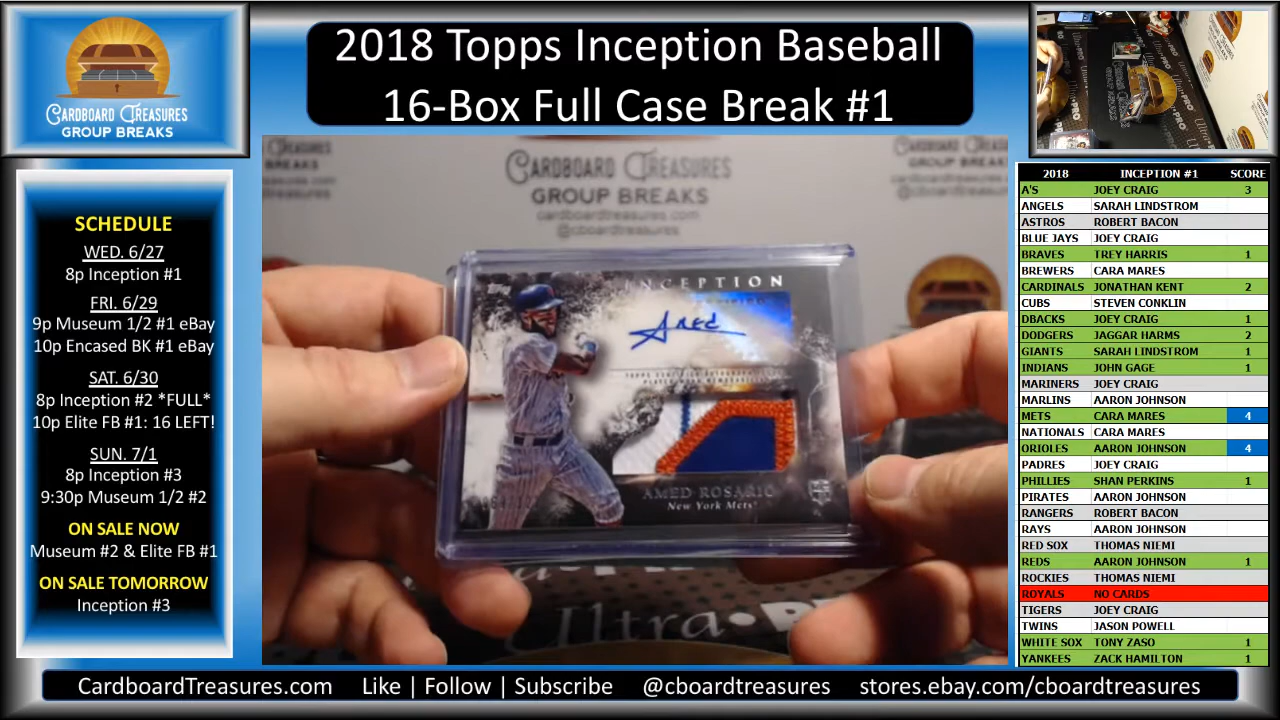 CARDBOARD TREASURES
GROUP BREAKS
2018 Topps Inception Baseball
16-Box Full Case Break #1
SCHEDULE
WED. 6/27
8p Inception #1
FRI. 6/29
9p Museum 1/2 #1 eBay
10p Encased BK #1 eBay
SAT. 6/30
8p Inception #2 *FULL*
10p Elite FB #1: 16 LEFT!
SUN. 7/1
8p Inception #3
9:30p Museum 1/2 #2
ON SALE NOW
Museum #2 & Elite FB #1
ON SALE TOMORROW
Inception #3
CARDBOARD TREASURES
GROUP BREAKS
cardboardtreasures.com
@cboardtreasures
INCEPTION
Amed
AMED ROSARIO
New York Mets
RC
Ultra
2018 INCEPTION #1 SCORE
A'S JOEY CRAIG 3
ANGELS SARAH LINDSTROM
ASTROS ROBERT BACON
BLUE JAYS JOEY CRAIG
BRAVES TREY HARRIS 1
BREWERS CARA MARES
CARDINALS JONATHAN KENT 2
CUBS STEVEN CONKLIN
DBACKS JOEY CRAIG 1
DODGERS JAGGAR HARMS 2
GIANTS SARAH LINDSTROM 1
INDIANS JOHN GAGE 1
MARINERS JOEY CRAIG
MARLINS AARON JOHNSON
METS CARA MARES 4
NATIONALS CARA MARES
ORIOLES AARON JOHNSON 4
PADRES JOEY CRAIG
PHILLIES SHAN PERKINS 1
PIRATES AARON JOHNSON
RANGERS ROBERT BACON
RAYS AARON JOHNSON
RED SOX THOMAS NIEMI
REDS AARON JOHNSON 1
ROCKIES THOMAS NIEMI
ROYALS NO CARDS
TIGERS JOEY CRAIG
TWINS JASON POWELL
WHITE SOX TONY ZASO 1
YANKEES ZACK HAMILTON 1
CardboardTreasures.com Like | Follow | Subscribe @cboardtreasures stores.ebay.com/cboardtreasures